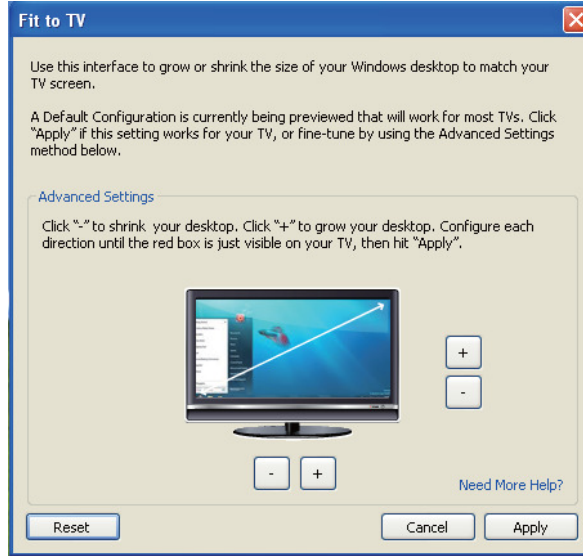 Fit to TV
Use this interface to grow or shrink the size of your Windows desktop to match your
TV screen.
A Default Configuration is currently being previewed that will work for most TVs. Click
"Apply" if this setting works for your TV, or fine-tune by using the Advanced Settings
method below.
Advanced Settings
Click "-" to shrink your desktop. Click "+" to grow your desktop. Configure each
direction until the red box is just visible on your TV, then hit "Apply".
+
-
- +
Need More Help?
Reset Cancel Apply